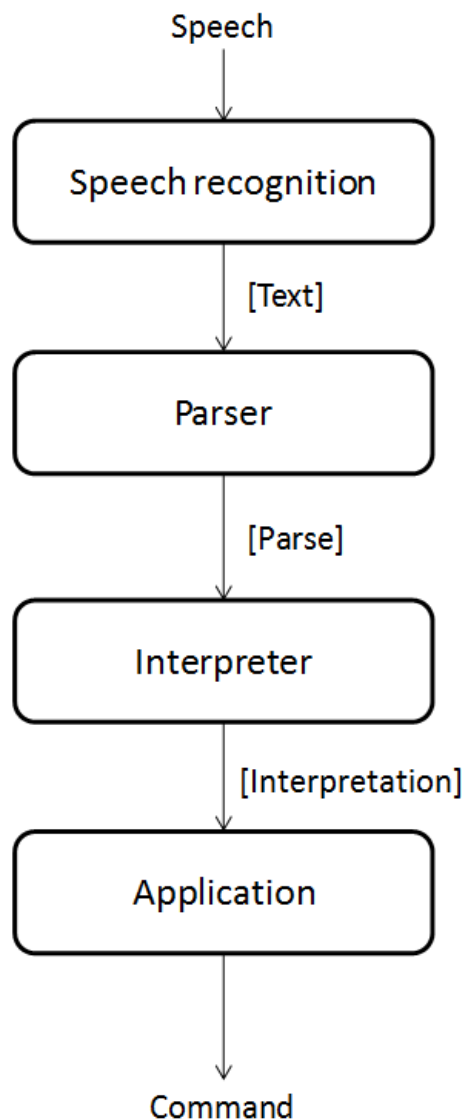 Speech
Speech recognition
[Text]
Parser
[Parse]
Interpreter
[Interpretation]
Application
Command